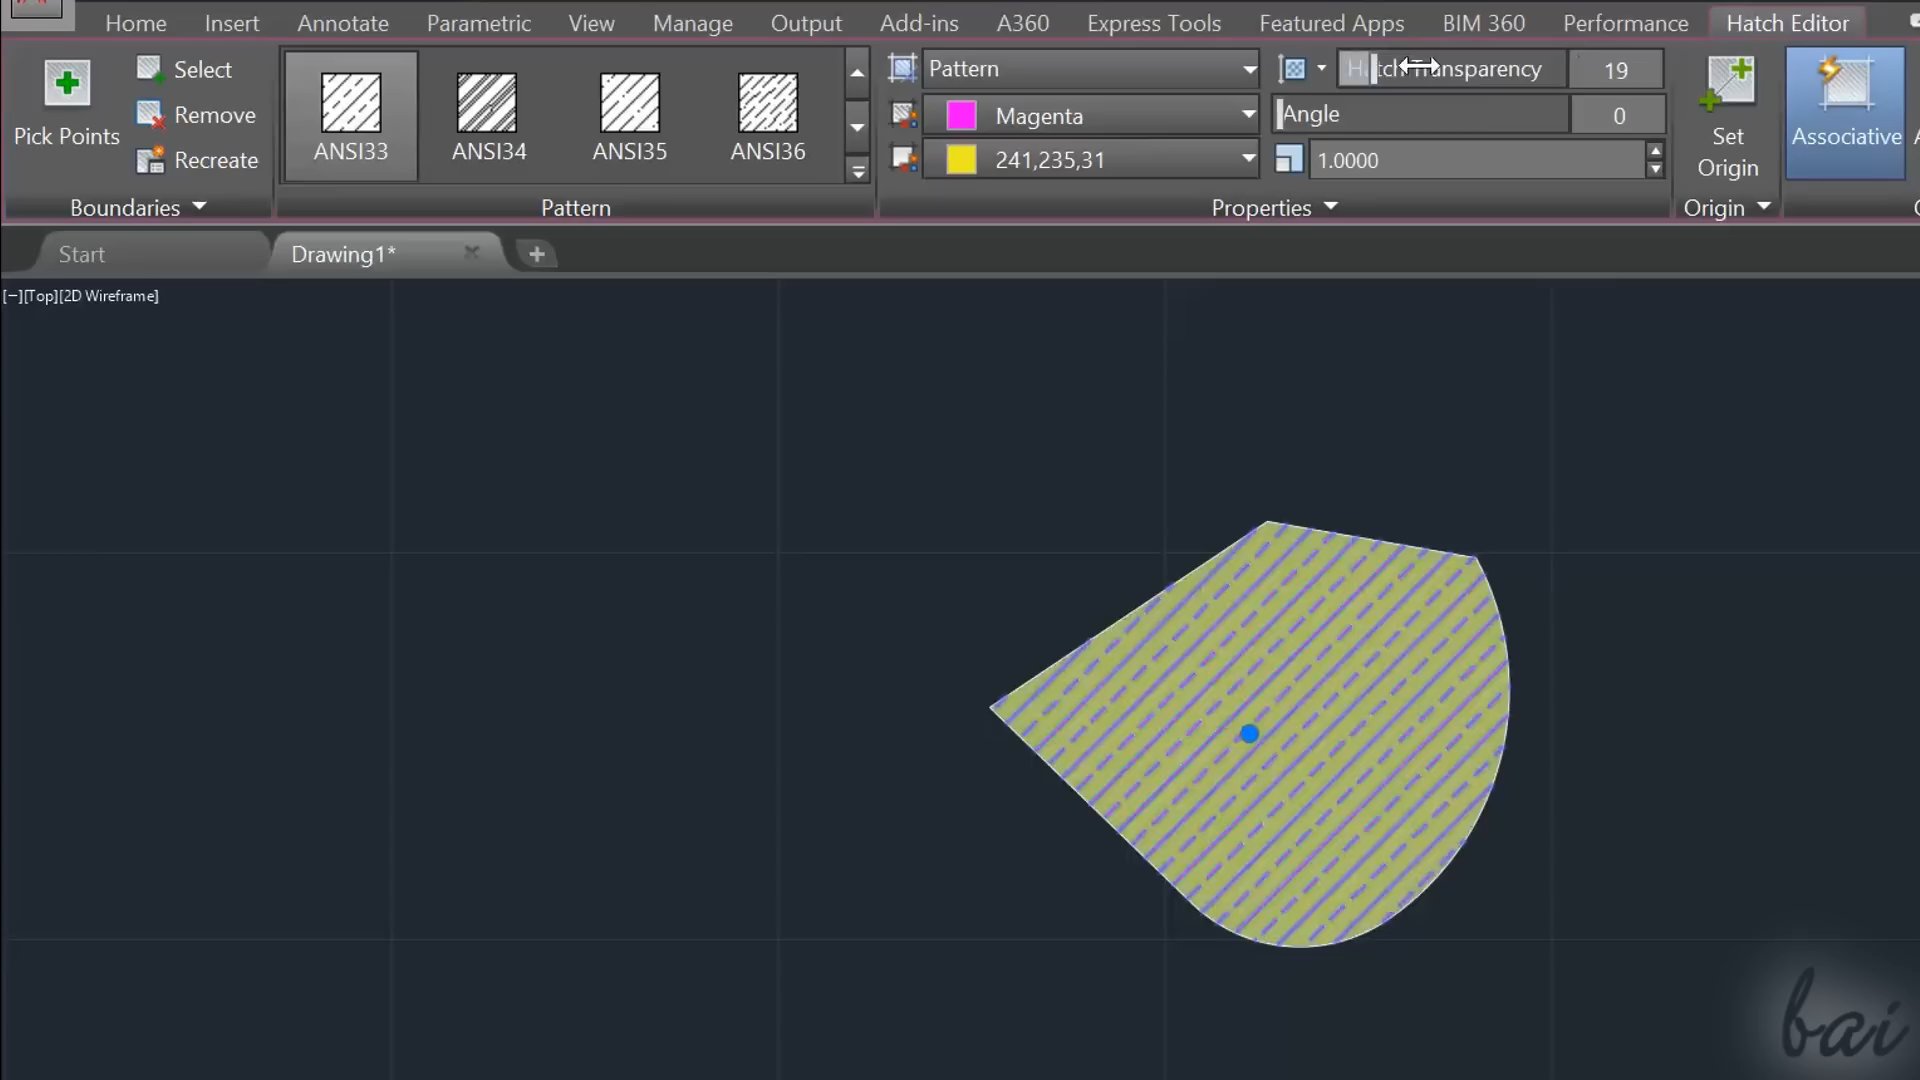 Home Insert Annotate Parametric View Manage Output Add-ins A360 Express Tools Featured Apps BIM 360 Performance Hatch Editor
Pick Points
Select
Remove
Recreate
Boundaries
ANSI33 ANSI34 ANSI35 ANSI36
Pattern
Pattern
Magenta
241,235,31
Hatch Transparency 19
Angle 0
1.0000
Properties
Set
Origin
Origin
Associative
Start Drawing1*
[−][Top][2D Wireframe]
bai